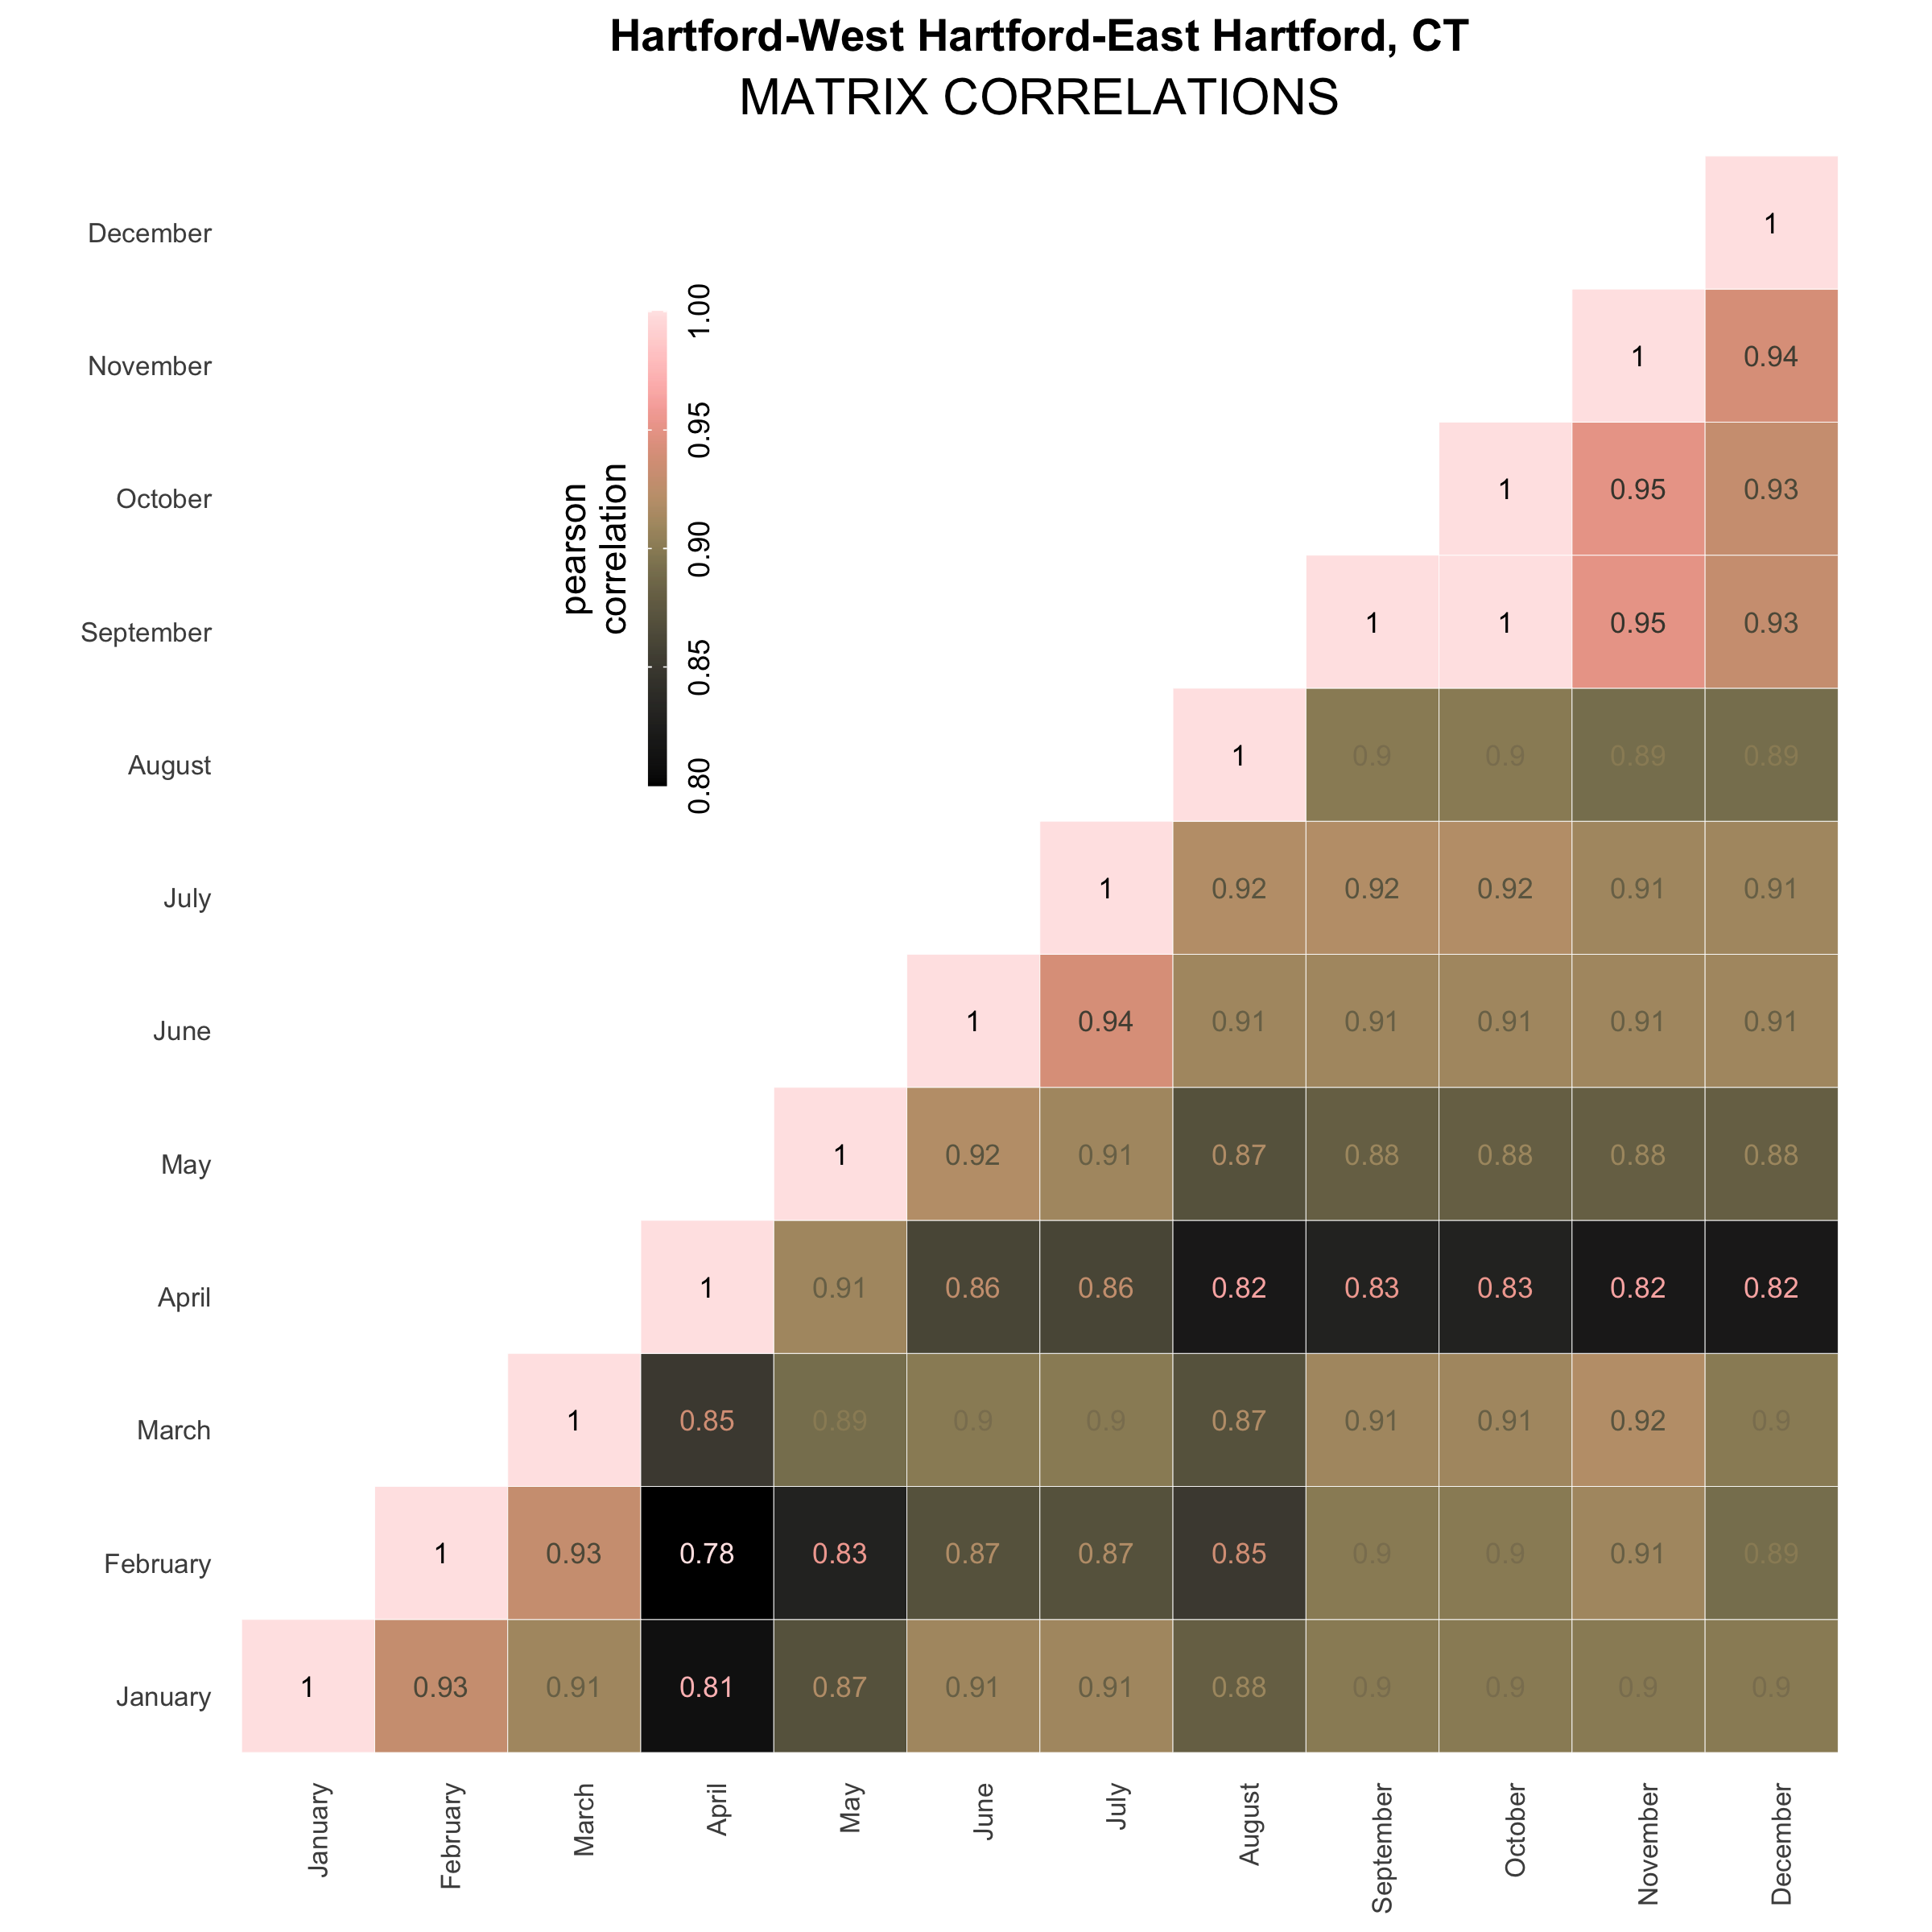 Hartford-West Hartford-East Hartford, CT
MATRIX CORRELATIONS
pearson
correlation
1.00
0.95
0.90
0.85
0.80
December 1
November 1 0.94
October 1 0.95 0.93
September 1 1 0.95 0.93
August 1 0.9 0.9 0.89 0.89
July 1 0.92 0.92 0.92 0.91 0.91
June 1 0.94 0.91 0.91 0.91 0.91 0.91
May 1 0.92 0.91 0.87 0.88 0.88 0.88 0.88
April 1 0.91 0.86 0.86 0.82 0.83 0.83 0.82 0.82
March 1 0.85 0.89 0.9 0.9 0.87 0.91 0.91 0.92 0.9
February 1 0.93 0.78 0.83 0.87 0.87 0.85 0.9 0.9 0.91 0.89
January 1 0.93 0.91 0.81 0.87 0.91 0.91 0.88 0.9 0.9 0.9 0.9
January February March April May June July August September October November December